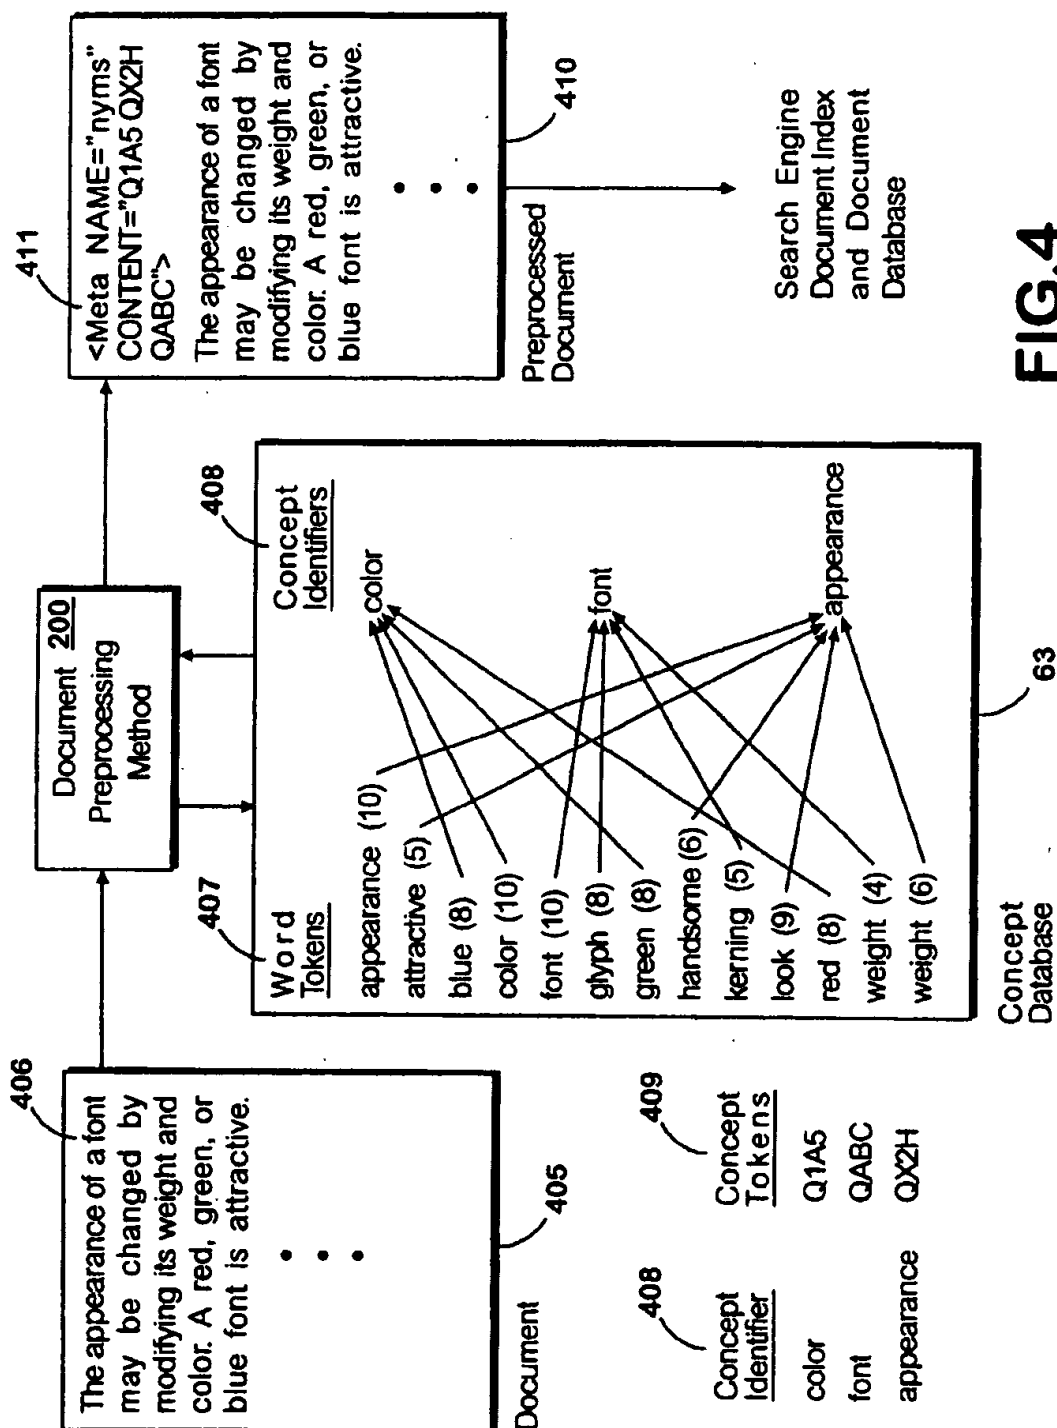 406
The appearance of a font
may be changed by
modifying its weight and
color. A red, green, or
blue font is attractive.
• • •
405
Document
Document 200
Preprocessing
Method
411
<Meta NAME="nyms"
CONTENT="Q1A5 QX2H
QABC">
The appearance of a font
may be changed by
modifying its weight and
color. A red, green, or
blue font is attractive.
• • •
410
Preprocessed
Document
Search Engine
Document Index
and Document
Database
407
Word
Tokens
appearance (10)
attractive (5)
blue (8)
color (10)
font (10)
glyph (8)
green (8)
handsome (6)
kerning (5)
look (9)
red (8)
weight (4)
weight (6)
408
Concept
Identifiers
color
font
appearance
63
Concept
Database
408
Concept
Identifier
color
font
appearance
409
Concept
Tokens
Q1A5
QABC
QX2H
FIG.4